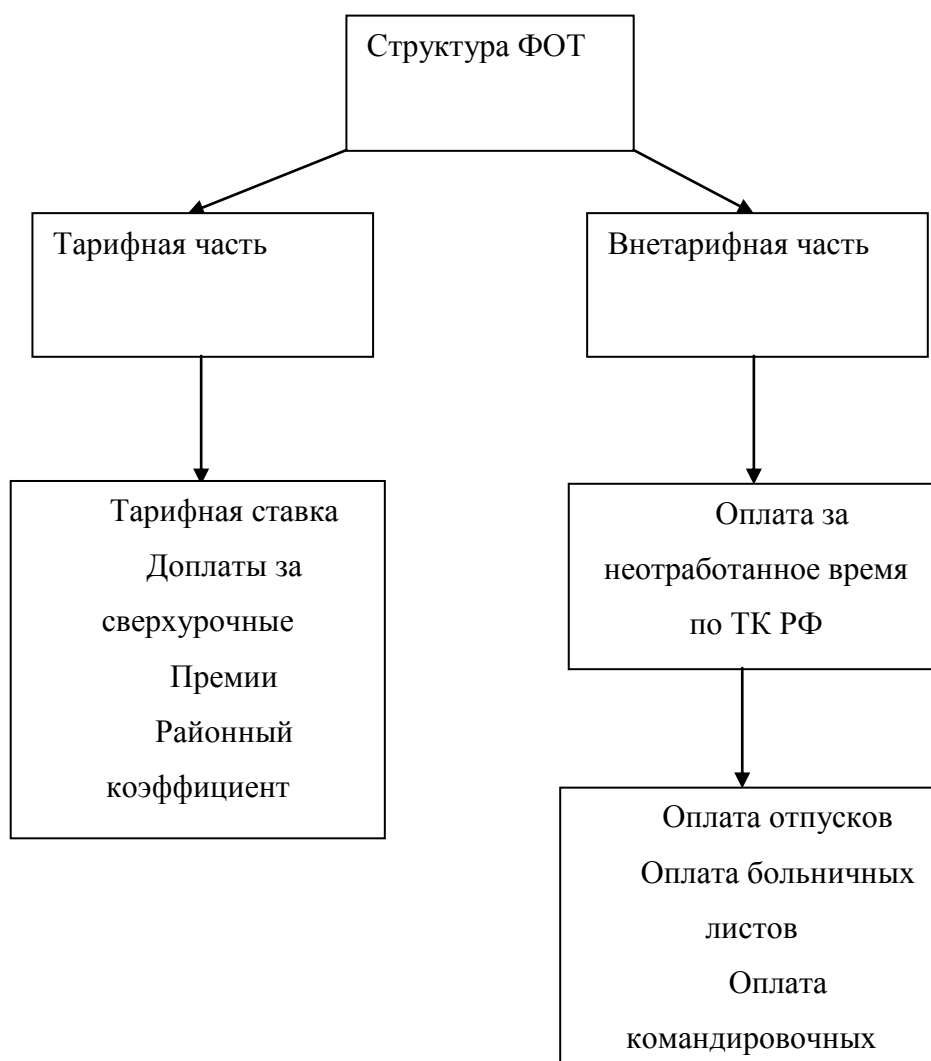 Структура ФОТ
Тарифная часть
Внетарифная часть
Тарифная ставка
Доплаты за
сверхурочные
Премии
Районный
коэффициент
Оплата за
неотработанное время
по ТК РФ
Оплата отпусков
Оплата больничных
листов
Оплата
командировочных